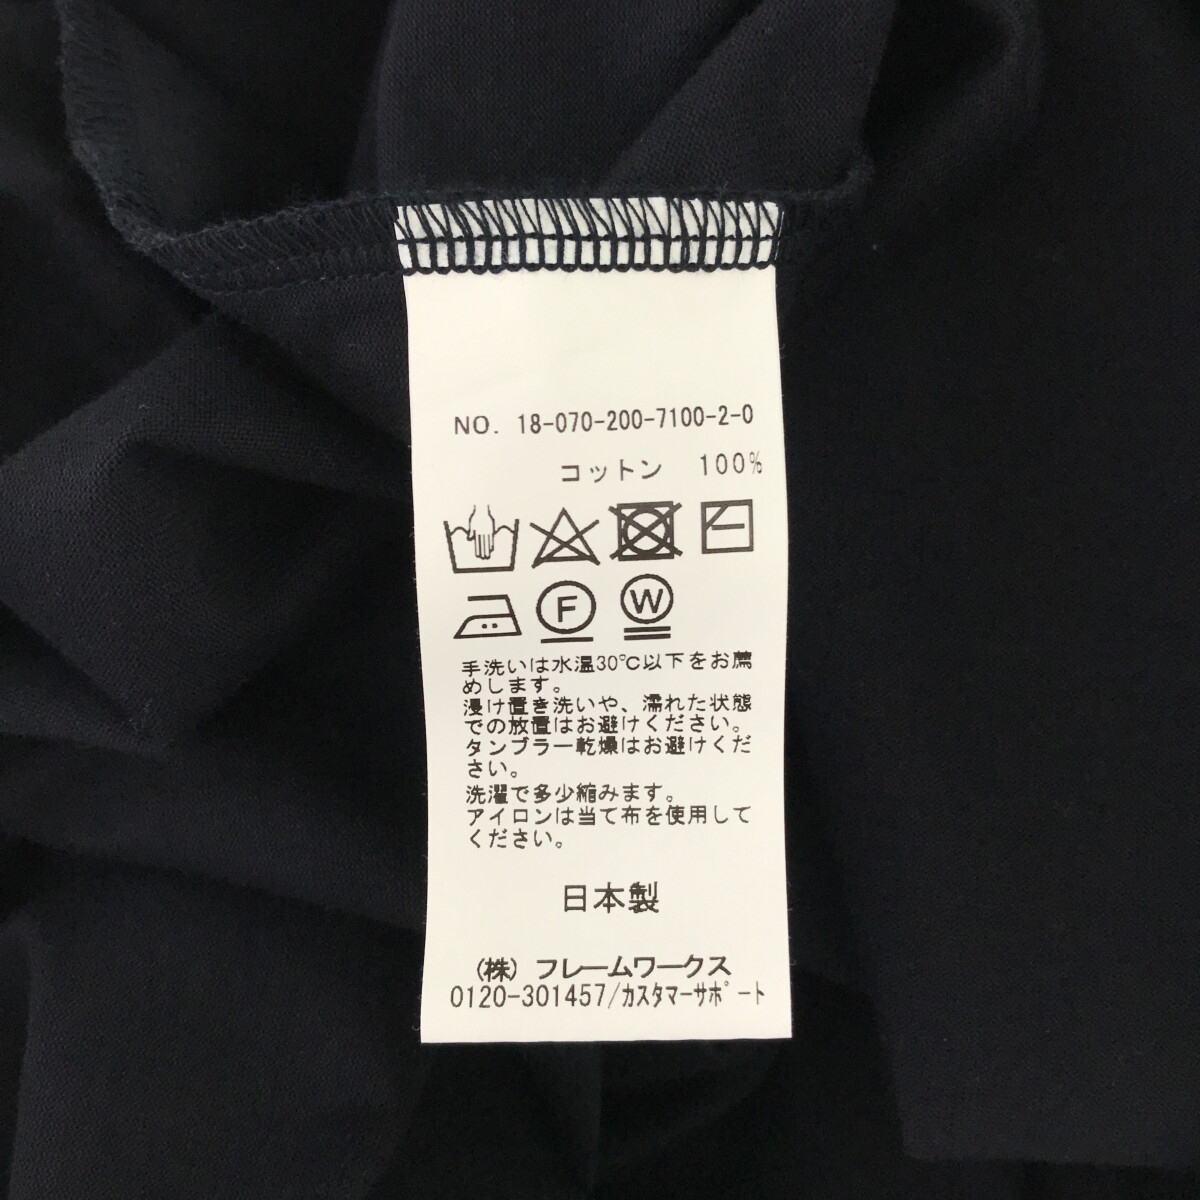 NO. 18-070-200-7100-2-0
コットン 100%
F
W
手洗いは水温30℃以下をお薦
めします。
浸け置き洗いや、濡れた状態
での放置はお避けください。
タンブラー乾燥はお避けくだ
さい。
洗濯で多少縮みます。
アイロンは当て布を使用して
ください。
日本製
(株)フレームワークス
0120-301457/カスタマーサポート